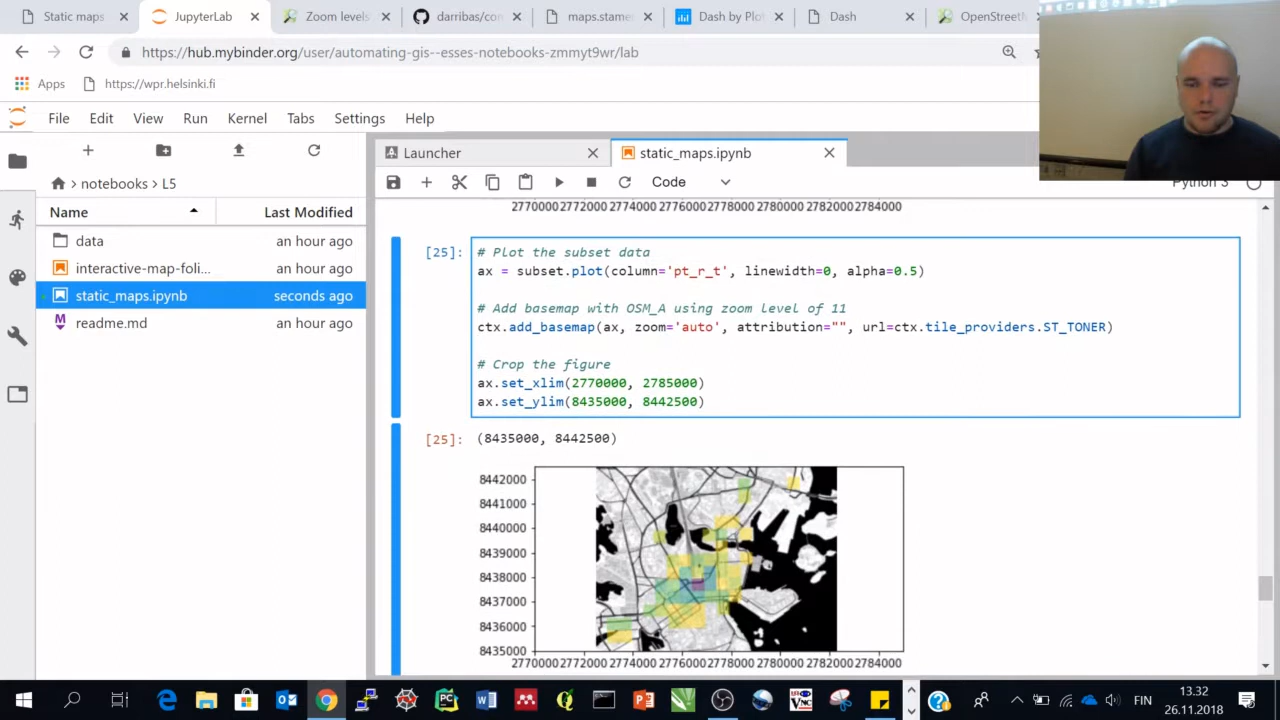 Static maps
JupyterLab
Zoom levels
darribas/con
maps.stamer
Dash by Plot
Dash
OpenStreetM
https://hub.mybinder.org/user/automating-gis--esses-notebooks-zmmyt9wr/lab
Apps
https://wpr.helsinki.fi
File Edit View Run Kernel Tabs Settings Help
Launcher
static_maps.ipynb
notebooks > L5
Code
Python 3
Name
Last Modified
data
an hour ago
interactive-map-foli...
an hour ago
static_maps.ipynb
seconds ago
readme.md
an hour ago
2770000 2772000 2774000 2776000 2778000 2780000 2782000 2784000
[25]:
# Plot the subset data
ax = subset.plot(column='pt_r_t', linewidth=0, alpha=0.5)
# Add basemap with OSM_A using zoom level of 11
ctx.add_basemap(ax, zoom='auto', attribution="", url=ctx.tile_providers.ST_TONER)
# Crop the figure
ax.set_xlim(2770000, 2785000)
ax.set_ylim(8435000, 8442500)
[25]:
(8435000, 8442500)
8442000
8441000
8440000
8439000
8438000
8437000
8436000
8435000
2770000 2772000 2774000 2776000 2778000 2780000 2782000 2784000
FIN
13.32
26.11.2018